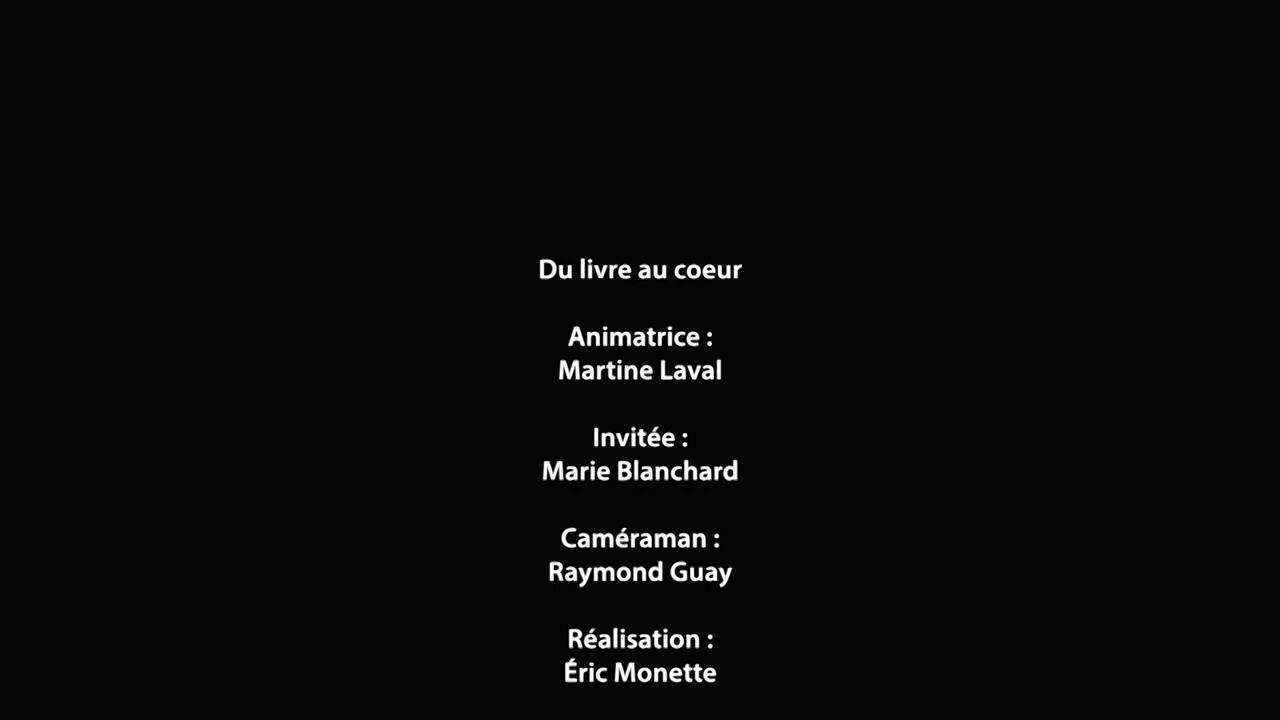 Du livre au coeur
Animatrice :
Martine Laval
Invitée :
Marie Blanchard
Caméraman :
Raymond Guay
Réalisation :
Éric Monette